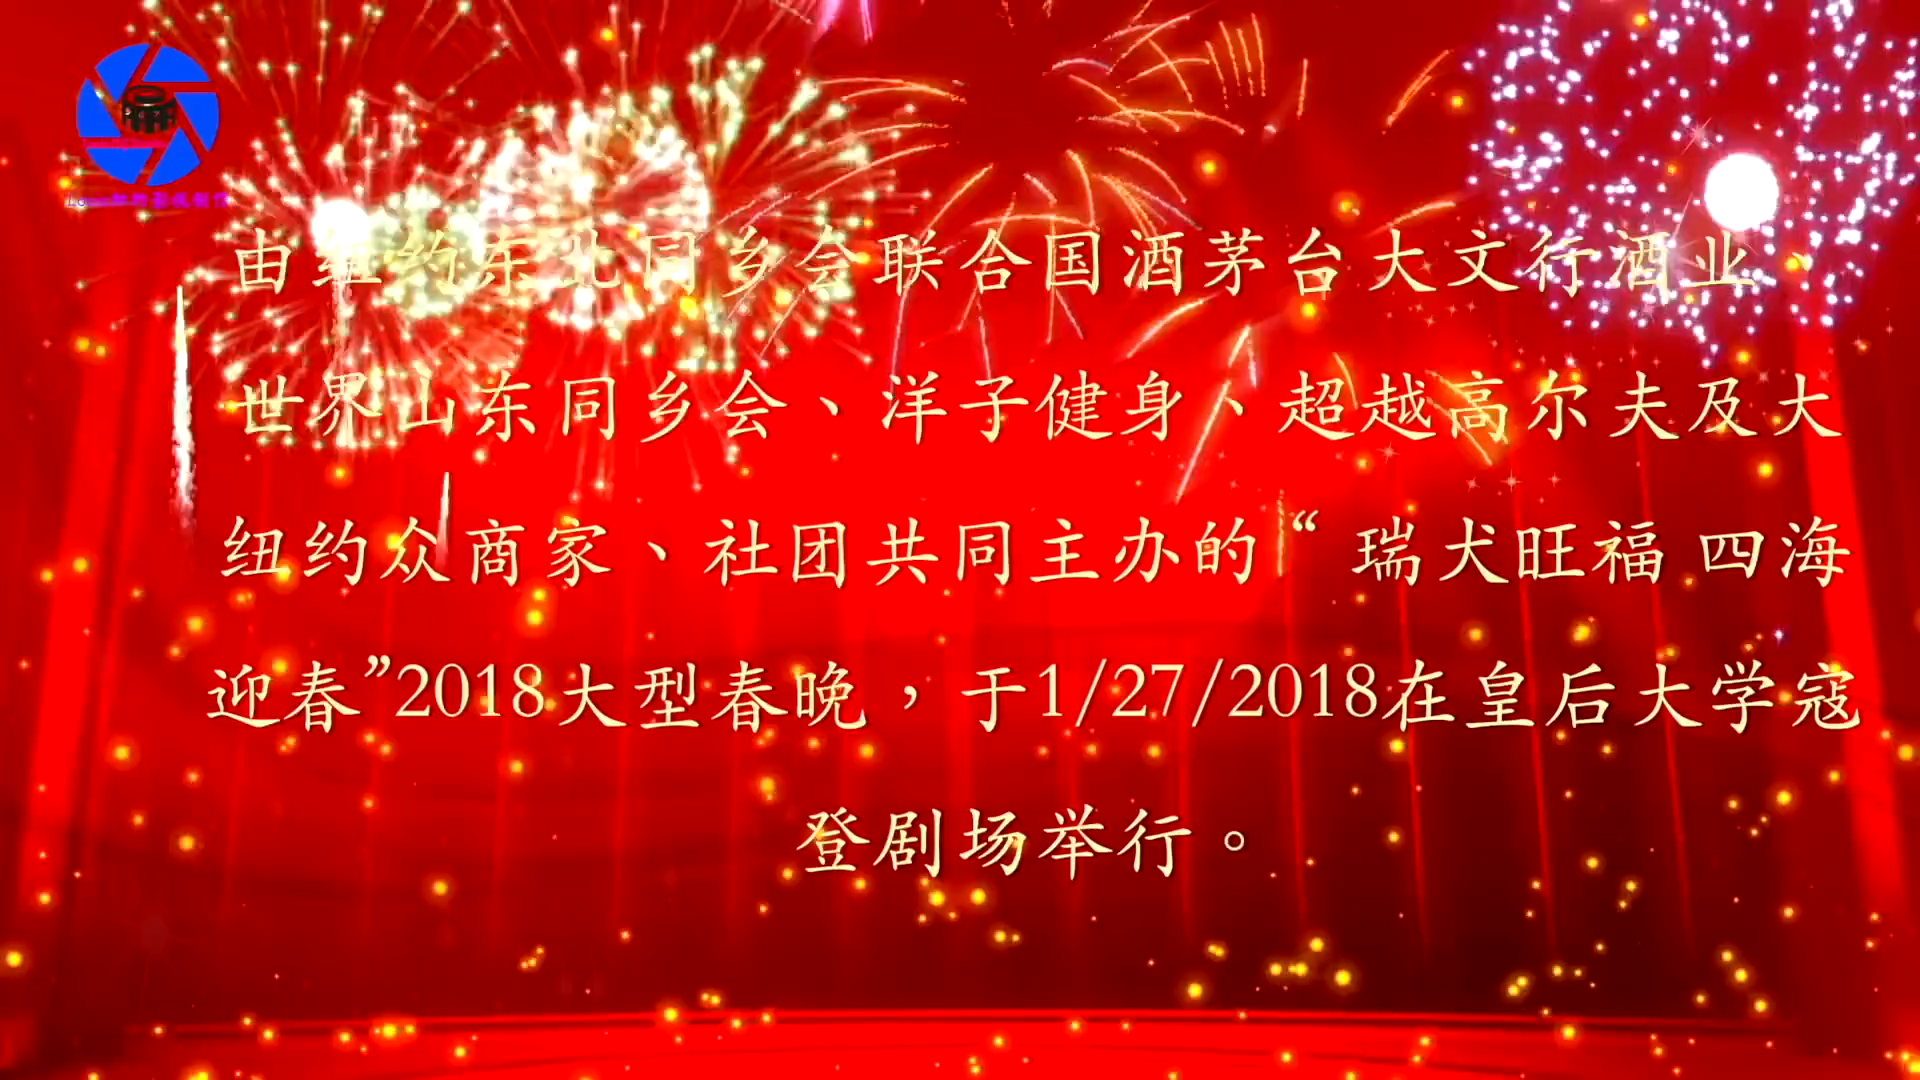 由纽约东北同乡会联合国酒茅台大文行酒业、
世界山东同乡会、洋子健身、超越高尔夫及大
纽约众商家、社团共同主办的“ 瑞犬旺福 四海
迎春”2018大型春晚，于1/27/2018在皇后大学寇
登剧场举行。